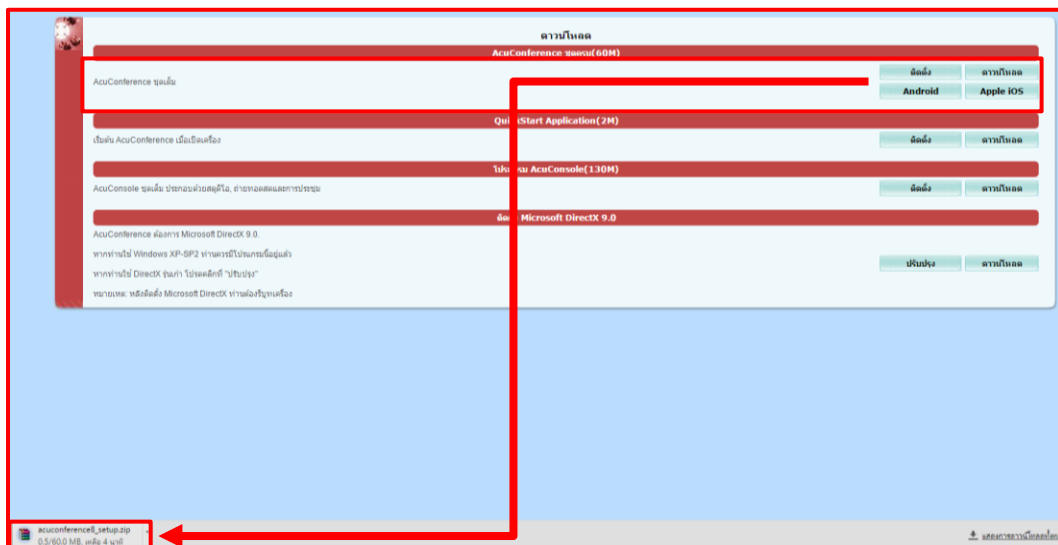 ดาวน์โหลด
AcuConference ชุดครบ(60M)
AcuConference ชุดเต็ม
ติดตั้ง ดาวน์โหลด
Android Apple iOS
QuickStart Application(2M)
เริ่มต้น AcuConference เมื่อเปิดเครื่อง
ติดตั้ง ดาวน์โหลด
AcuConsole(130M)
AcuConsole ชุดเต็ม ประกอบด้วยสตูดิโอ, ถ่ายทอดสดและการประชุม
ติดตั้ง ดาวน์โหลด
Microsoft DirectX 9.0
AcuConference ต้องการ Microsoft DirectX 9.0.
หากท่านใช้ Windows XP-SP2 ท่านควรมีโปรแกรมนี้อยู่แล้ว
หากท่านใช้ DirectX รุ่นเก่า โปรดคลิกที่ "ปรับปรุง"
ปรับปรุง ดาวน์โหลด
หมายเหตุ: หลังติดตั้ง Microsoft DirectX ท่านต้องรีบูทเครื่อง
acuconference8_setup.zip
0.5/60.0 MB, เหลือ 4 นาที